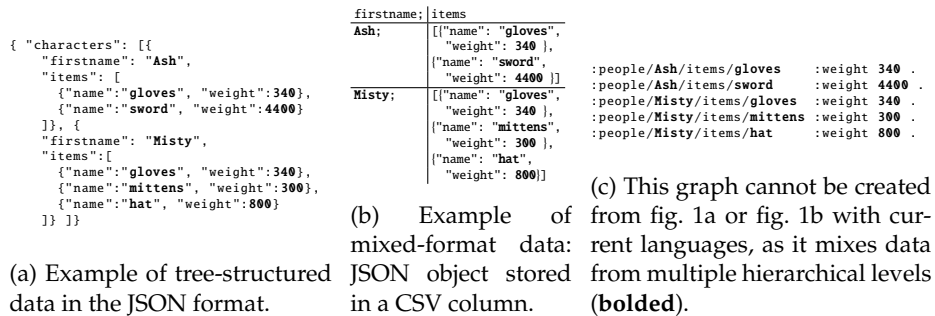 { "characters": [{
"firstname": "Ash",
"items": [
{"name":"gloves", "weight":340},
{"name":"sword", "weight":4400}
]}, {
"firstname": "Misty",
"items":[
{"name":"gloves", "weight":340},
{"name":"mittens", "weight":300},
{"name":"hat", "weight":800}
]} ]}
(a) Example of tree-structured
data in the JSON format.
firstname; items
Ash; [{"name": "gloves",
"weight": 340 },
{"name": "sword",
"weight": 4400 }]
Misty; [{"name": "gloves",
"weight": 340 },
{"name": "mittens",
"weight": 300 },
{"name": "hat",
"weight": 800}]
(b) Example of
mixed-format data:
JSON object stored
in a CSV column.
:people/Ash/items/gloves :weight 340 .
:people/Ash/items/sword :weight 4400 .
:people/Misty/items/gloves :weight 340 .
:people/Misty/items/mittens :weight 300 .
:people/Misty/items/hat :weight 800 .
(c) This graph cannot be created
from fig. 1a or fig. 1b with cur-
rent languages, as it mixes data
from multiple hierarchical levels
(bolded).